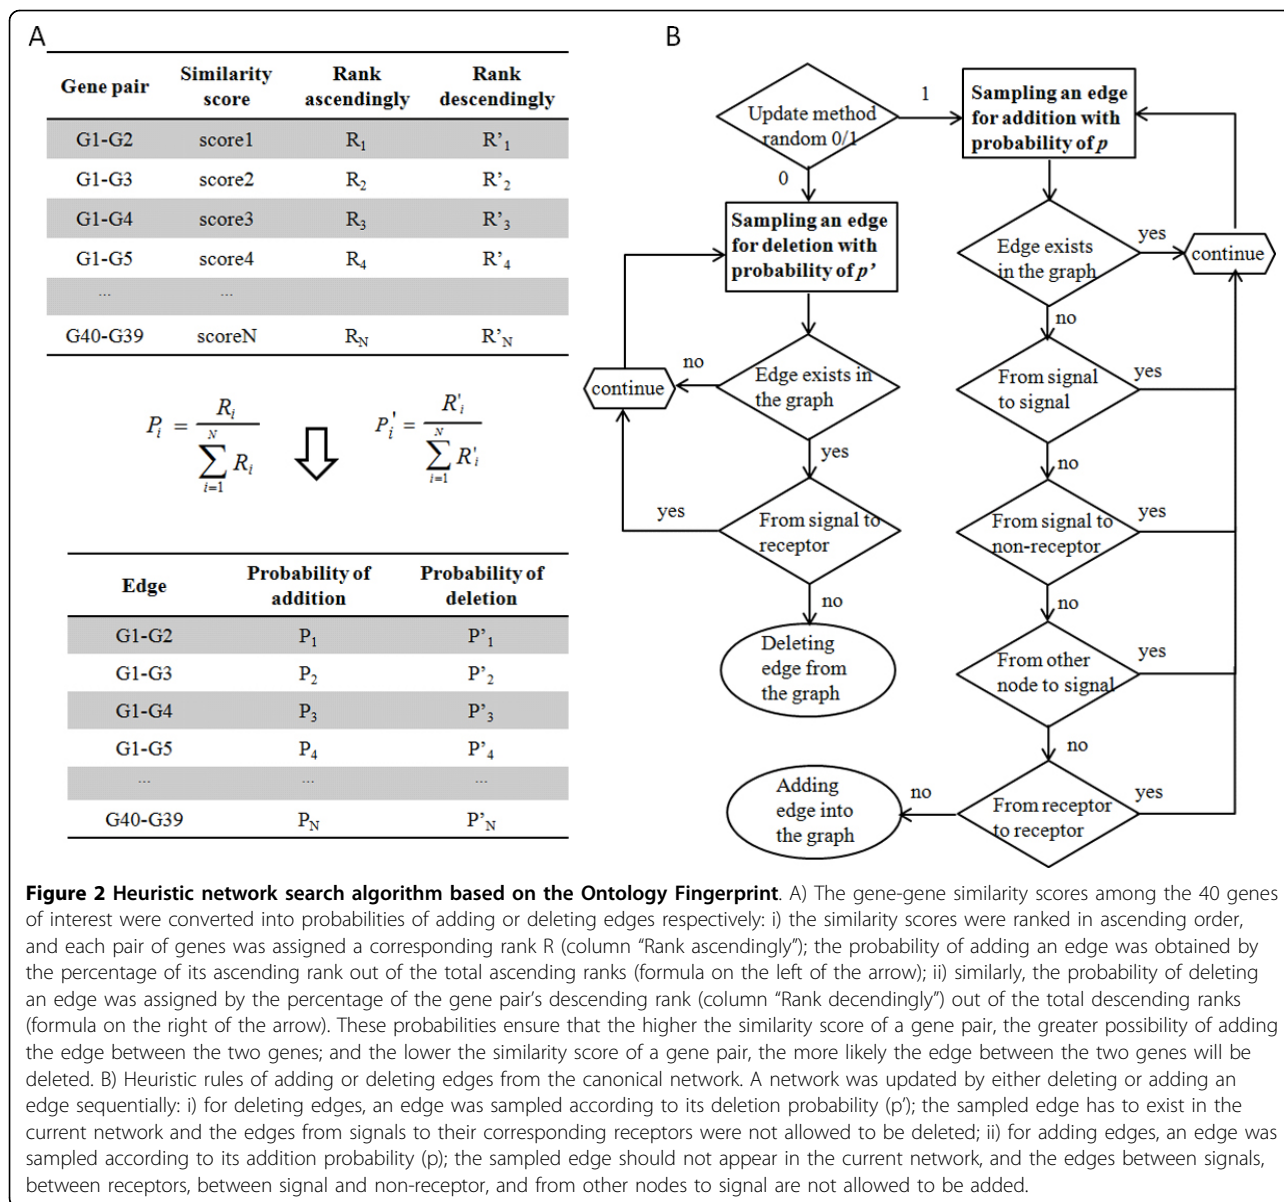 A
Gene pair Similarity score Rank ascendingly Rank descendingly
G1-G2 score1 R1 R'1
G1-G3 score2 R2 R'2
G1-G4 score3 R3 R'3
G1-G5 score4 R4 R'4
... ...
G40-G39 scoreN RN R'N
P_i = R_i / ∑_{i=1}^{N} R_i
P'_i = R'_i / ∑_{i=1}^{N} R'_i
Edge Probability of addition Probability of deletion
G1-G2 P1 P'1
G1-G3 P2 P'2
G1-G4 P3 P'3
G1-G5 P4 P'4
... ... ...
G40-G39 PN P'N
B
Update method
random 0/1
1
0
Sampling an edge
for addition with
probability of p
Edge exists
in the graph
yes
continue
no
From signal
to signal
yes
no
From signal to
non-receptor
yes
no
From other
node to signal
yes
no
From receptor
to receptor
yes
no
Adding
edge into
the graph
Sampling an edge
for deletion with
probability of p'
Edge exists in
the graph
no
continue
yes
From signal to
receptor
yes
no
Deleting
edge from
the graph
Figure 2 Heuristic network search algorithm based on the Ontology Fingerprint. A) The gene-gene similarity scores among the 40 genes
of interest were converted into probabilities of adding or deleting edges respectively: i) the similarity scores were ranked in ascending order,
and each pair of genes was assigned a corresponding rank R (column "Rank ascendingly"); the probability of adding an edge was obtained by
the percentage of its ascending rank out of the total ascending ranks (formula on the left of the arrow); ii) similarly, the probability of deleting
an edge was assigned by the percentage of the gene pair's descending rank (column "Rank decendingly") out of the total descending ranks
(formula on the right of the arrow). These probabilities ensure that the higher the similarity score of a gene pair, the greater possibility of adding
the edge between the two genes; and the lower the similarity score of a gene pair, the more likely the edge between the two genes will be
deleted. B) Heuristic rules of adding or deleting edges from the canonical network. A network was updated by either deleting or adding an
edge sequentially: i) for deleting edges, an edge was sampled according to its deletion probability (p'); the sampled edge has to exist in the
current network and the edges from signals to their corresponding receptors were not allowed to be deleted; ii) for adding edges, an edge was
sampled according to its addition probability (p); the sampled edge should not appear in the current network, and the edges between signals,
between receptors, between signal and non-receptor, and from other nodes to signal are not allowed to be added.